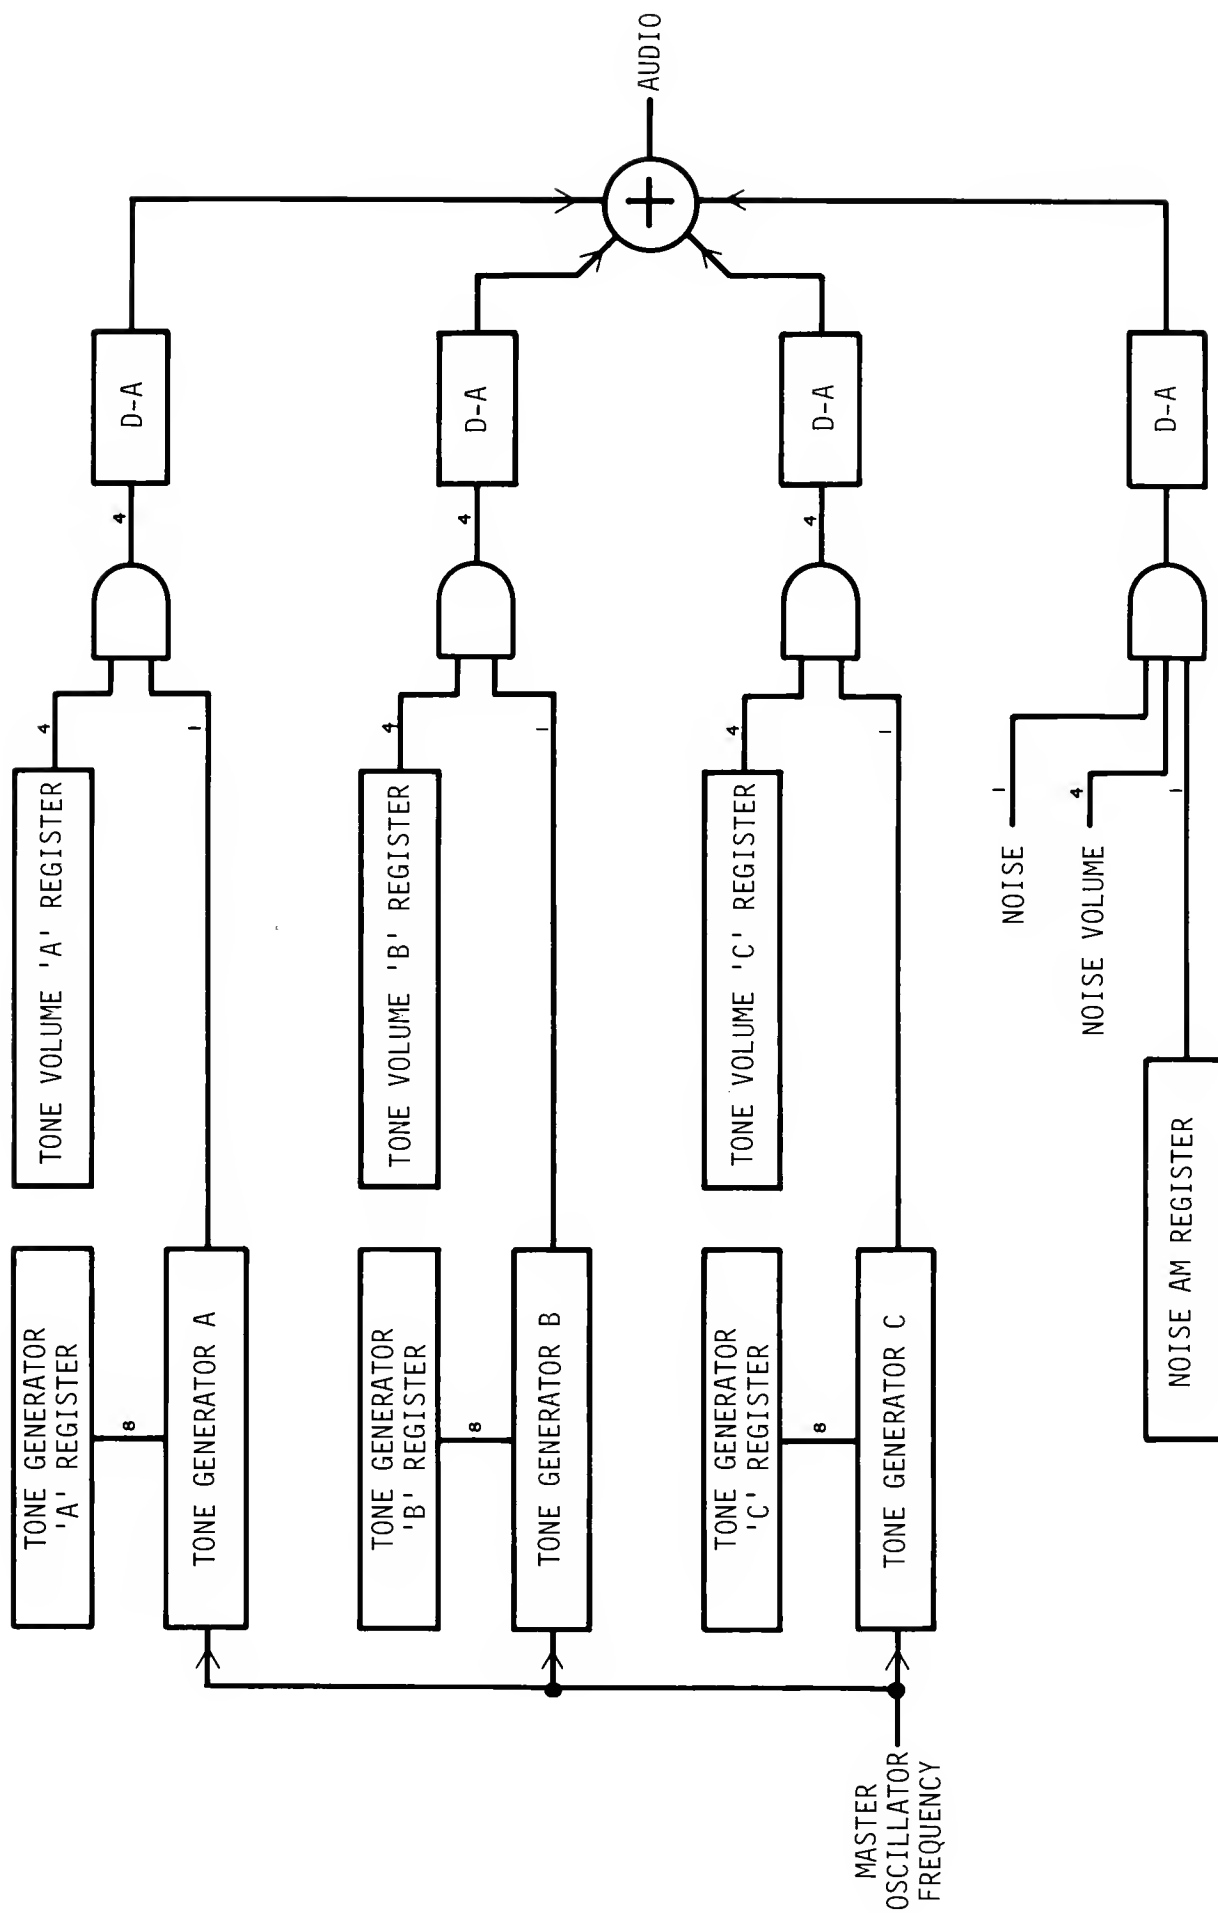 TONE GENERATOR
'A' REGISTER
8
TONE GENERATOR A
TONE VOLUME 'A' REGISTER
4
1
4
D-A
TONE GENERATOR
'B' REGISTER
8
TONE GENERATOR B
TONE VOLUME 'B' REGISTER
4
1
4
D-A
AUDIO
TONE GENERATOR
'C' REGISTER
8
TONE GENERATOR C
TONE VOLUME 'C' REGISTER
4
1
4
D-A
MASTER
OSCILLATOR
FREQUENCY
NOISE
1
NOISE VOLUME
4
1
NOISE AM REGISTER
D-A